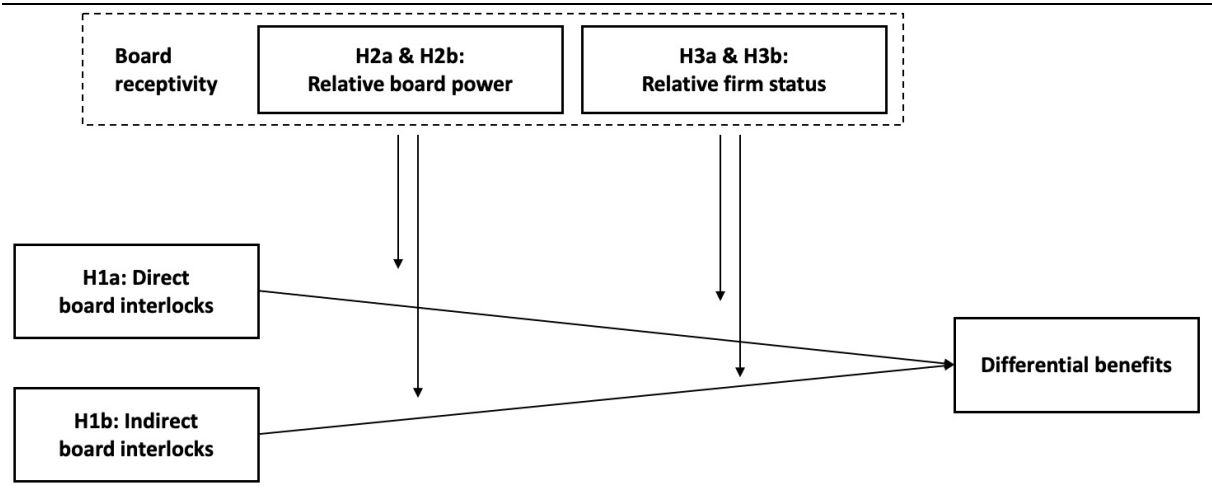 Board
receptivity
H2a & H2b:
Relative board power
H3a & H3b:
Relative firm status
H1a: Direct
board interlocks
Differential benefits
H1b: Indirect
board interlocks